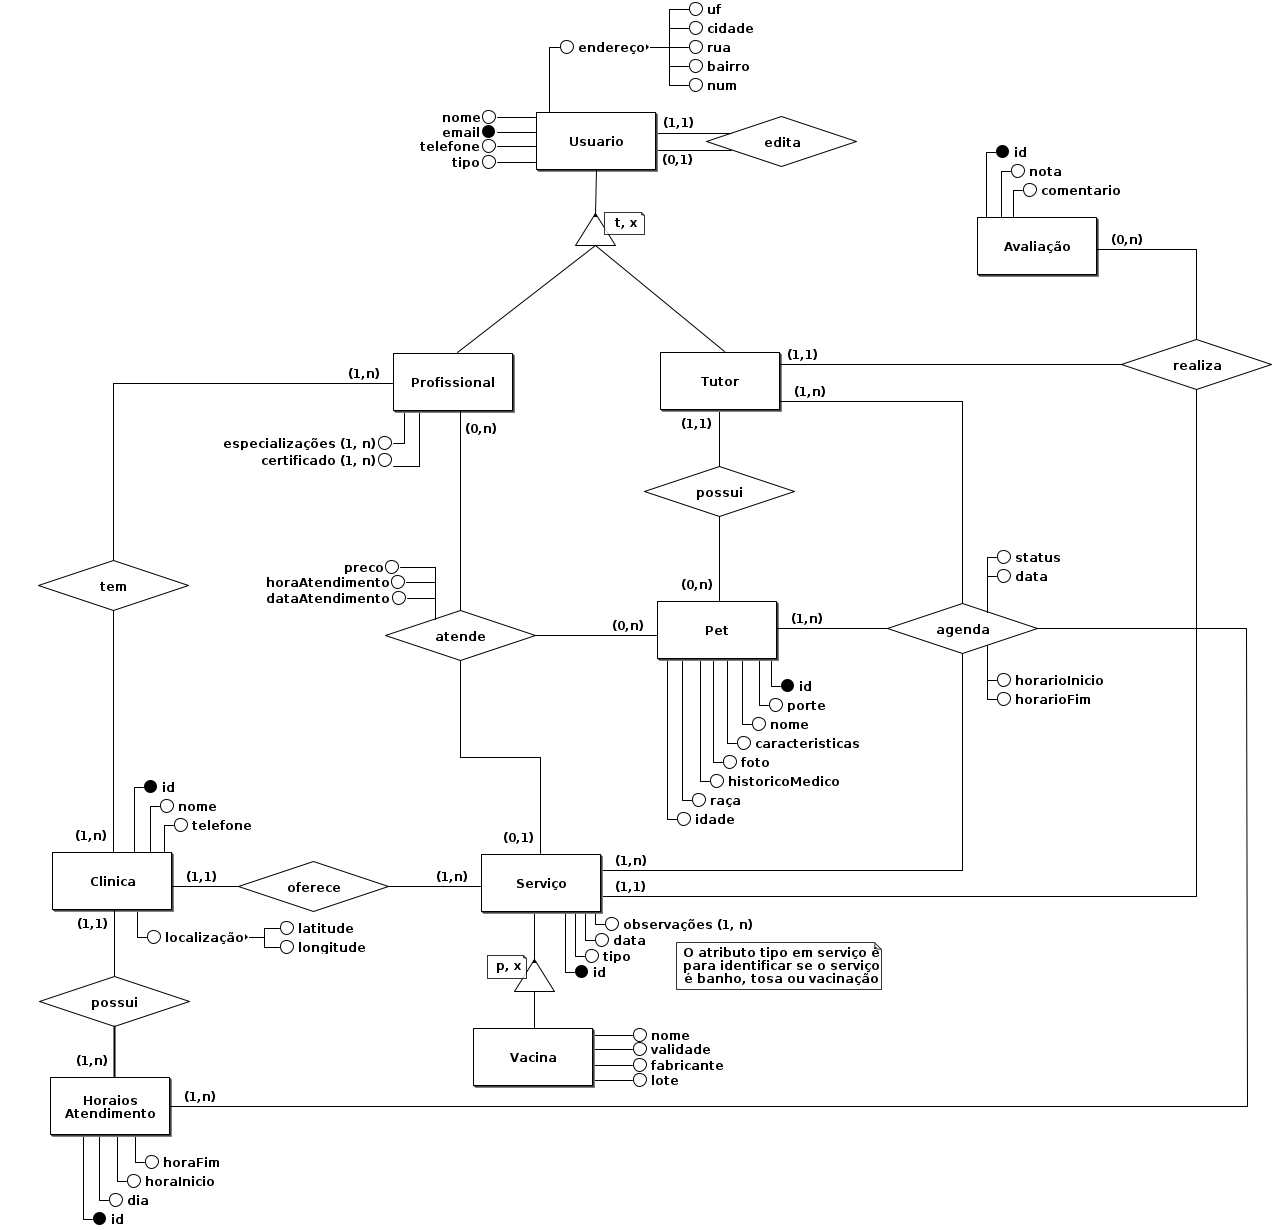 uf
cidade
endereço
rua
bairro
num
nome
email
telefone
tipo
Usuario
(1,1)
(0,1)
edita
id
nota
comentario
t, x
Avaliação
(0,n)
(1,n)
Profissional
(1,1)
Tutor
(1,n)
realiza
especializações (1, n)
certificado (1, n)
(0,n)
(1,1)
possui
tem
preco
horaAtendimento
dataAtendimento
atende
(0,n)
(0,n)
Pet
(1,n)
agenda
status
data
horarioInicio
horarioFim
id
porte
nome
caracteristicas
foto
historicoMedico
raça
idade
id
nome
telefone
(1,n)
(0,1)
Clinica
(1,1)
oferece
(1,n)
Serviço
(1,n)
(1,1)
(1,1)
localização
latitude
longitude
observações (1, n)
data
tipo
id
p, x
O atributo tipo em serviço é
para identificar se o serviço
é banho, tosa ou vacinação
possui
(1,n)
Vacina
nome
validade
fabricante
lote
Horaios
Atendimento
(1,n)
horaFim
horaInicio
dia
id